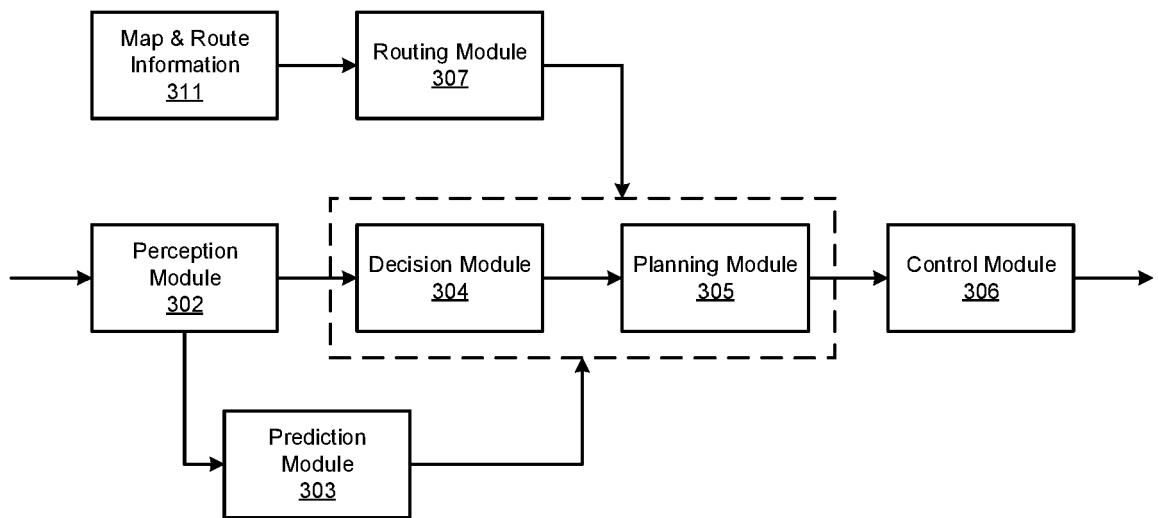 Map & Route
Information
311
Routing Module
307
Perception
Module
302
Decision Module
304
Planning Module
305
Control Module
306
Prediction
Module
303